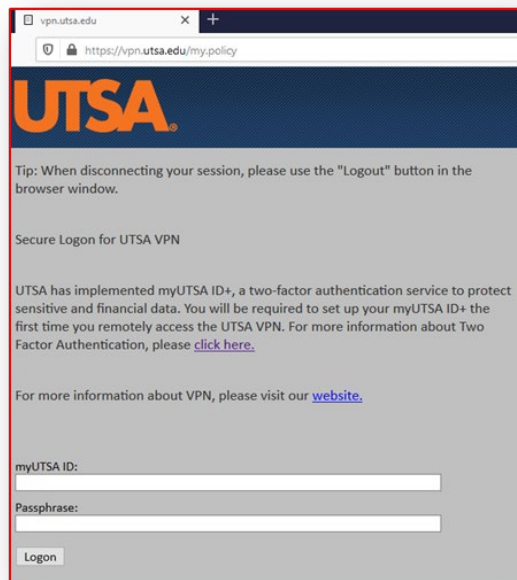 vpn.utsa.edu
https://vpn.utsa.edu/my.policy
UTSA®
Tip: When disconnecting your session, please use the "Logout" button in the
browser window.
Secure Logon for UTSA VPN
UTSA has implemented myUTSA ID+, a two-factor authentication service to protect
sensitive and financial data. You will be required to set up your myUTSA ID+ the
first time you remotely access the UTSA VPN. For more information about Two
Factor Authentication, please click here.
For more information about VPN, please visit our website.
myUTSA ID:
Passphrase:
Logon